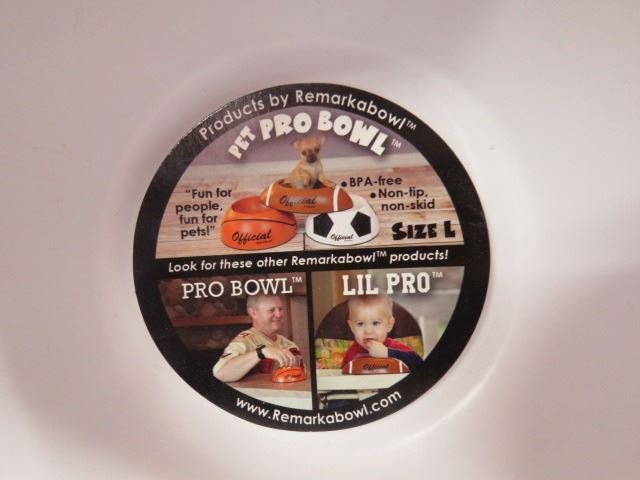 Products by Remarkabowl™
PET PRO BOWL™
"Fun for
people,
fun for
pets!"
• BPA-free
• Non-tip,
non-skid
Official
Official
Official
SIZE L
Look for these other Remarkabowl™ products!
PRO BOWL™
LIL PRO™
Official
Official
www.Remarkabowl.com